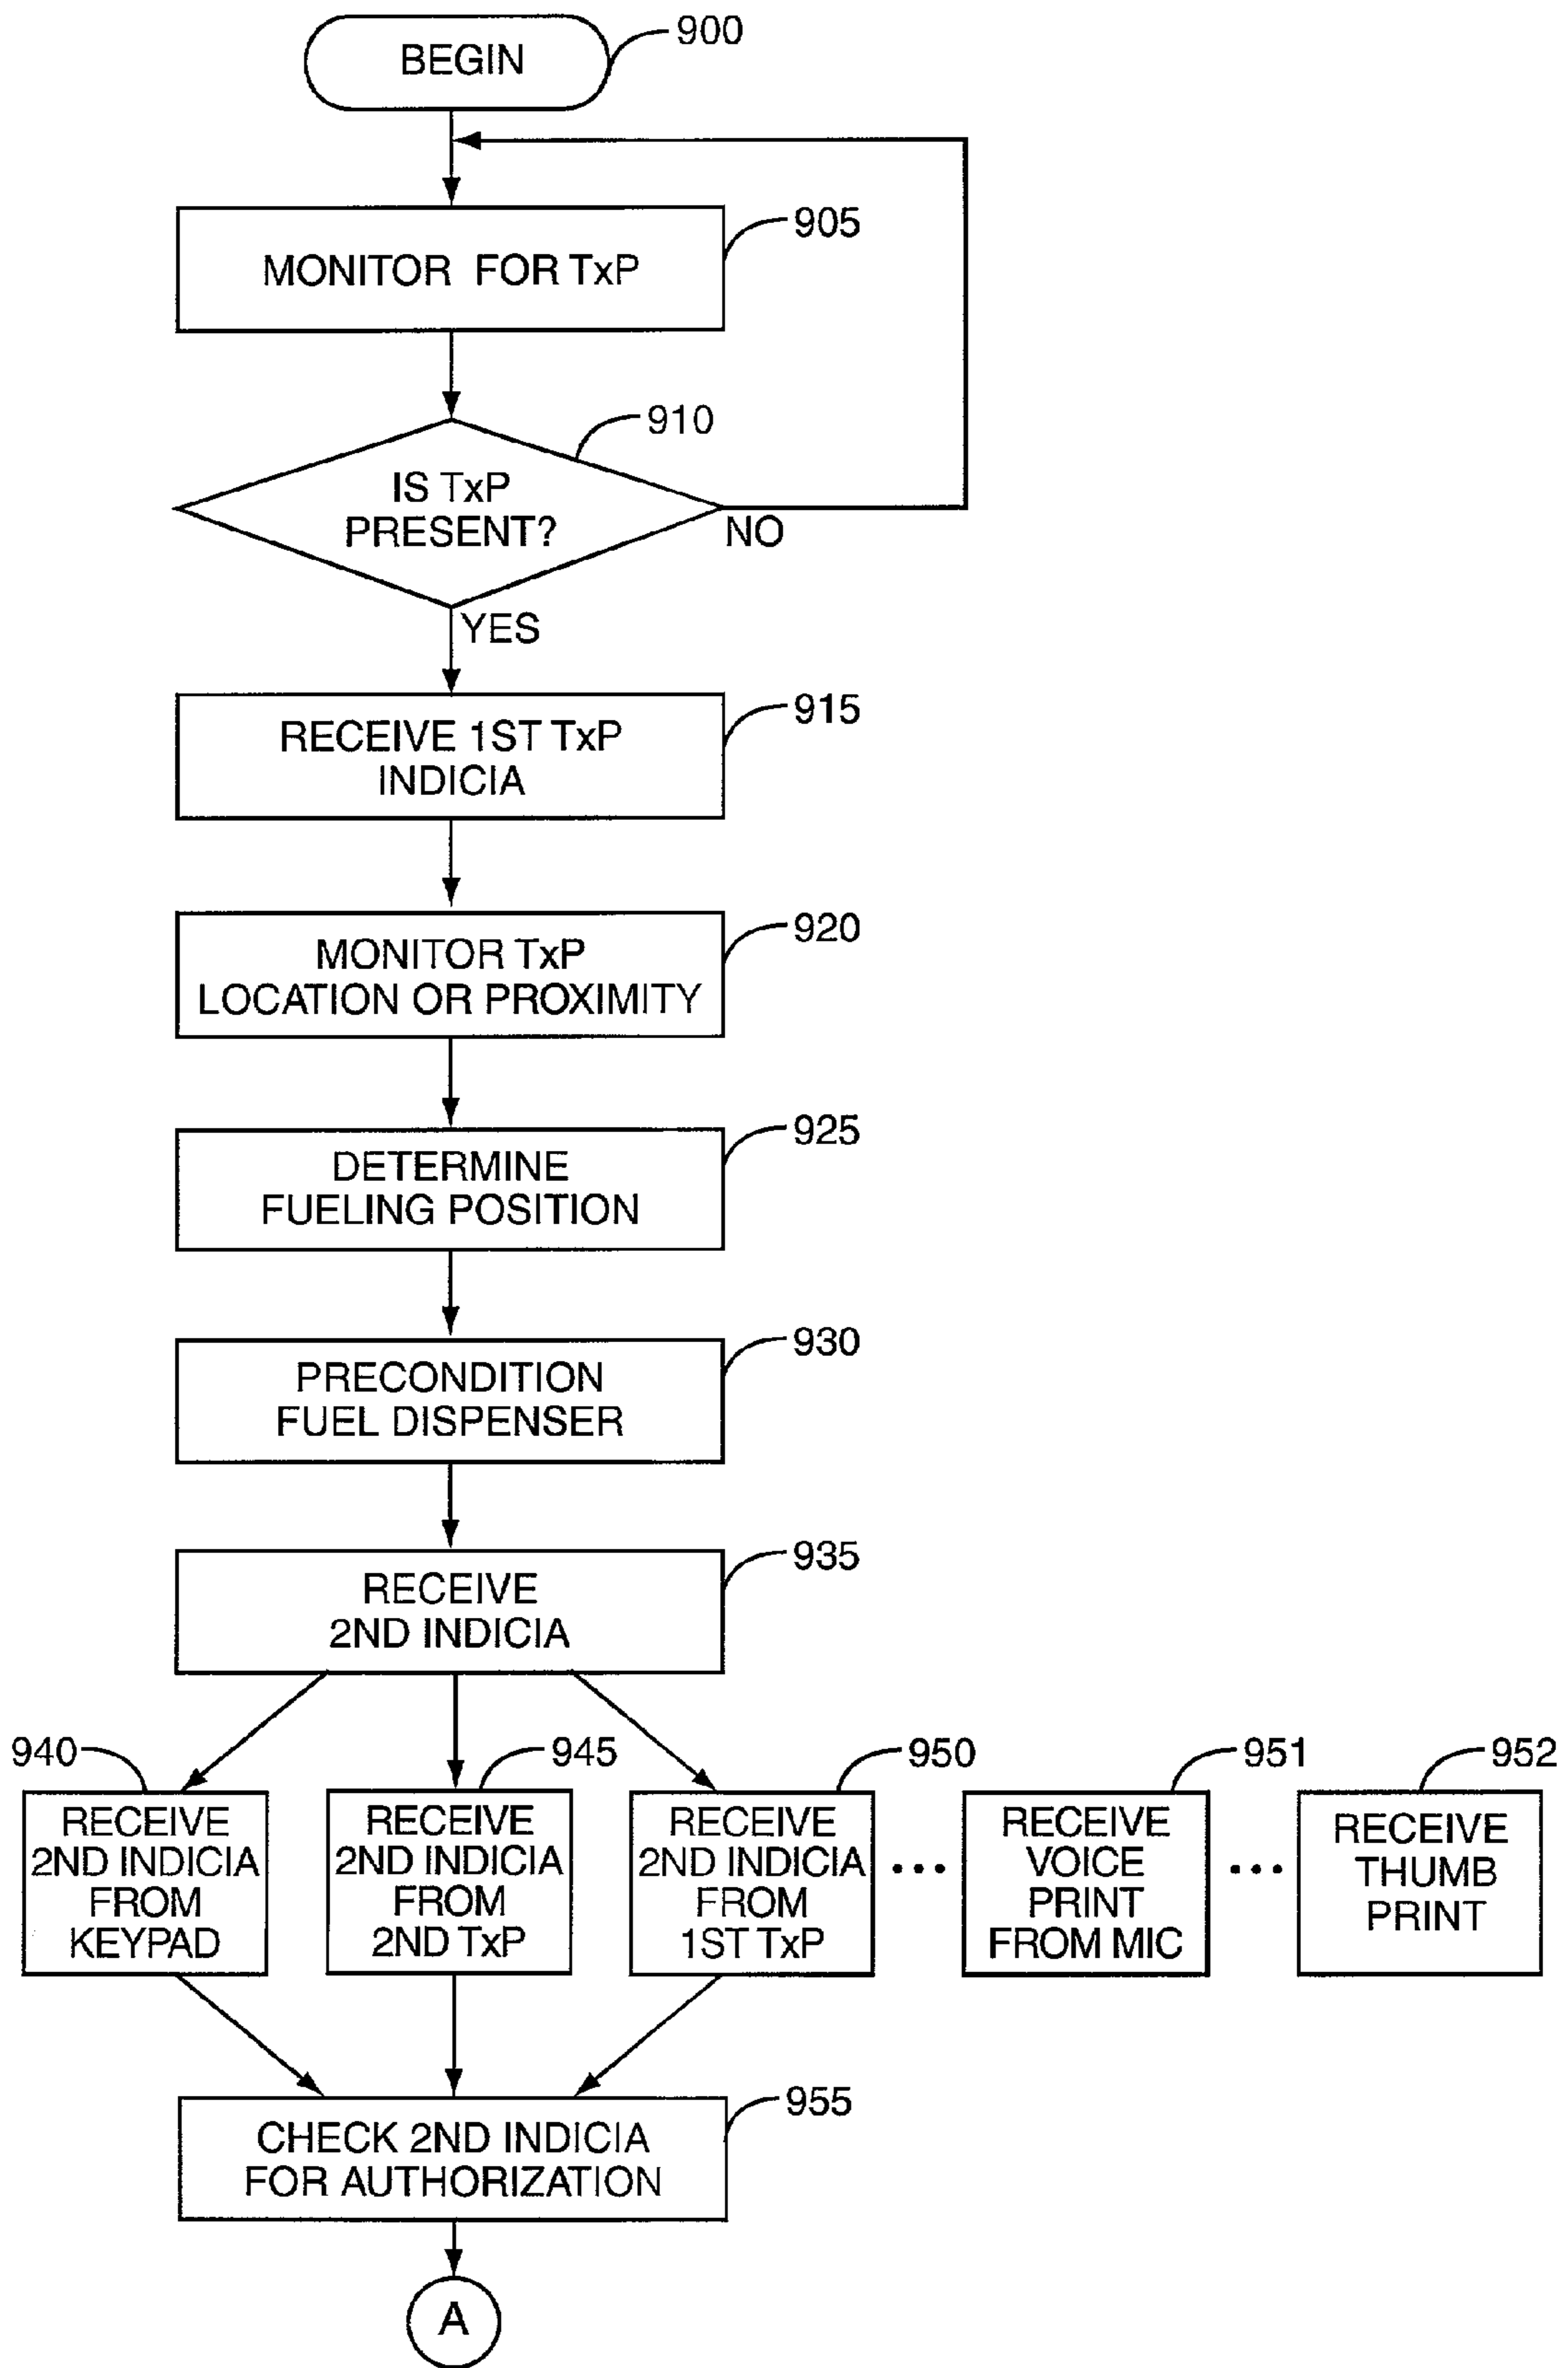 BEGIN
900
MONITOR FOR TxP
905
IS TxP
PRESENT?
910
NO
YES
RECEIVE 1ST TxP
INDICIA
915
MONITOR TxP
LOCATION OR PROXIMITY
920
DETERMINE
FUELING POSITION
925
PRECONDITION
FUEL DISPENSER
930
RECEIVE
2ND INDICIA
935
940
RECEIVE
2ND INDICIA
FROM
KEYPAD
945
RECEIVE
2ND INDICIA
FROM
2ND TxP
950
RECEIVE
2ND INDICIA
FROM
1ST TxP
...
951
RECEIVE
VOICE
PRINT
FROM MIC
...
952
RECEIVE
THUMB
PRINT
955
CHECK 2ND INDICIA
FOR AUTHORIZATION
A